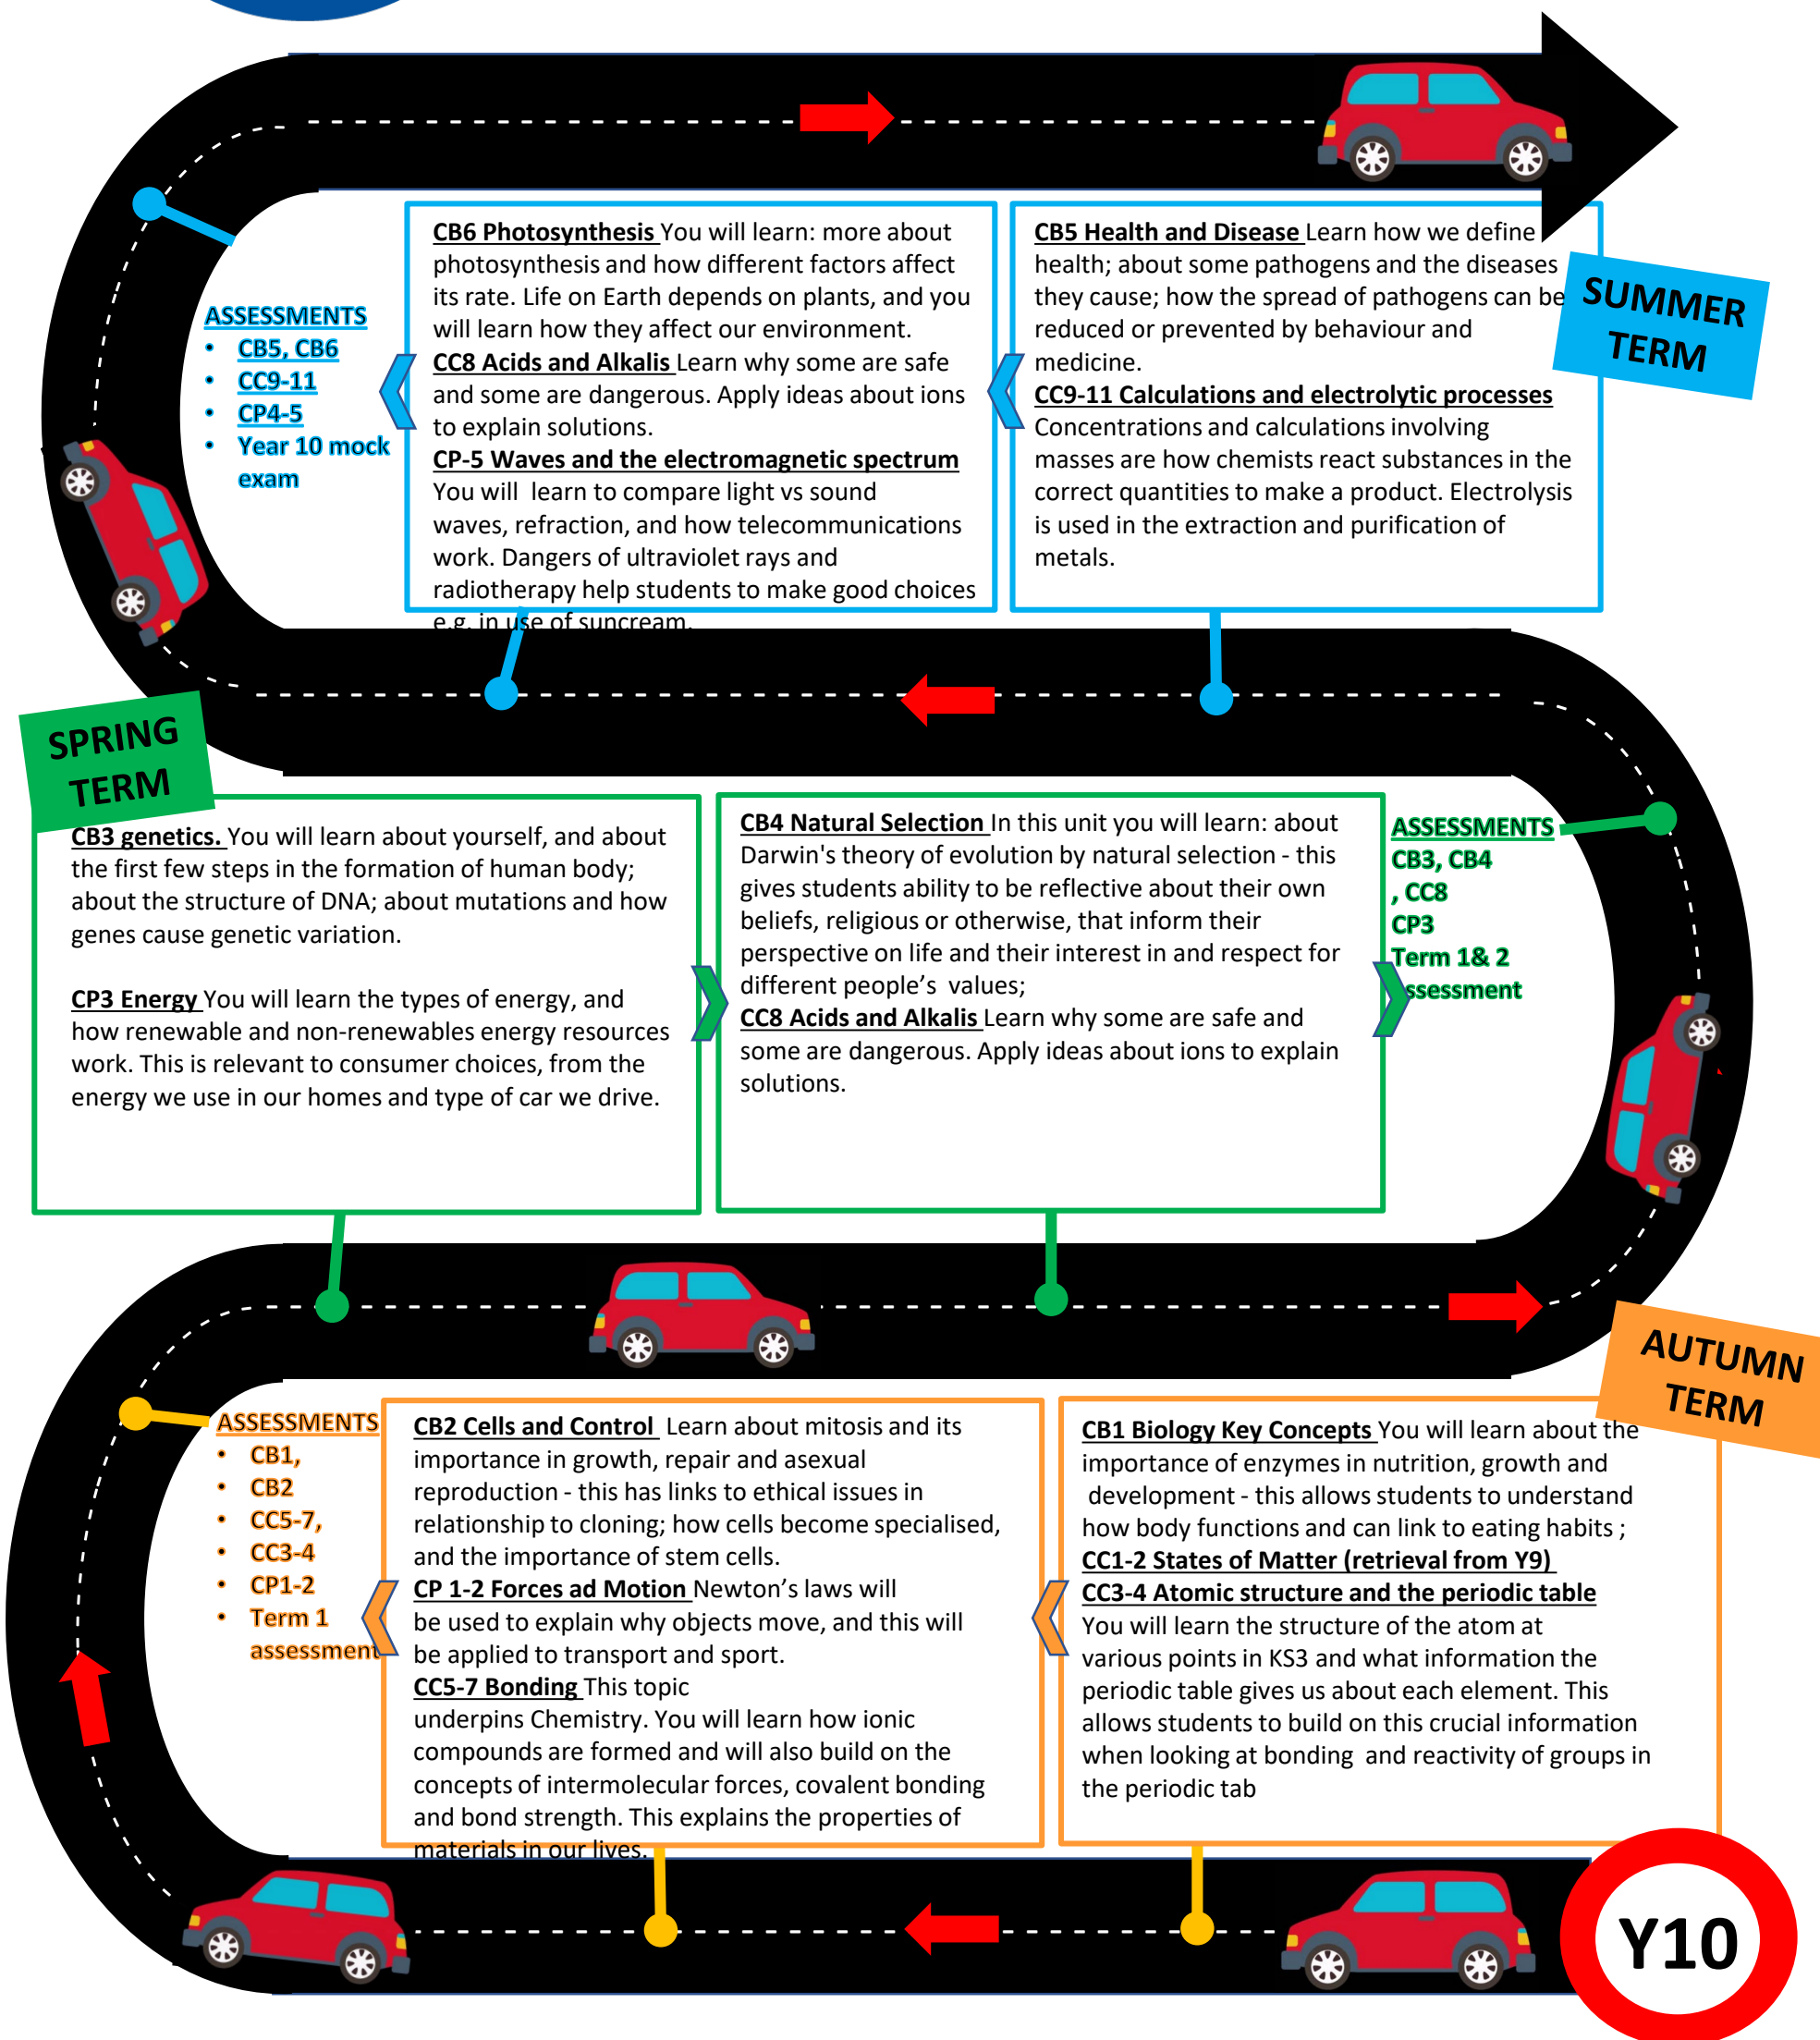 CB6 Photosynthesis You will learn: more about
photosynthesis and how different factors affect
its rate. Life on Earth depends on plants, and you
will learn how they affect our environment.
CC8 Acids and Alkalis Learn why some are safe
and some are dangerous. Apply ideas about ions
to explain solutions.
CP-5 Waves and the electromagnetic spectrum
You will learn to compare light vs sound
waves, refraction, and how telecommunications
work. Dangers of ultraviolet rays and
radiotherapy help students to make good choices
e.g. in use of suncream.
CB5 Health and Disease Learn how we define
health; about some pathogens and the diseases
they cause; how the spread of pathogens can be
reduced or prevented by behaviour and
medicine.
CC9-11 Calculations and electrolytic processes
Concentrations and calculations involving
masses are how chemists react substances in the
correct quantities to make a product. Electrolysis
is used in the extraction and purification of
metals.
SUMMER
TERM
ASSESSMENTS
• CB5, CB6
• CC9-11
• CP4-5
• Year 10 mock
exam
SPRING
TERM
CB3 genetics. You will learn about yourself, and about
the first few steps in the formation of human body;
about the structure of DNA; about mutations and how
genes cause genetic variation.
CP3 Energy You will learn the types of energy, and
how renewable and non-renewables energy resources
work. This is relevant to consumer choices, from the
energy we use in our homes and type of car we drive.
CB4 Natural Selection In this unit you will learn: about
Darwin's theory of evolution by natural selection - this
gives students ability to be reflective about their own
beliefs, religious or otherwise, that inform their
perspective on life and their interest in and respect for
different people's values;
CC8 Acids and Alkalis Learn why some are safe and
some are dangerous. Apply ideas about ions to explain
solutions.
ASSESSMENTS
CB3, CB4
, CC8
CP3
Term 1& 2
assessment
AUTUMN
TERM
ASSESSMENTS
• CB1,
• CB2
• CC5-7,
• CC3-4
• CP1-2
• Term 1
assessment
CB2 Cells and Control Learn about mitosis and its
importance in growth, repair and asexual
reproduction - this has links to ethical issues in
relationship to cloning; how cells become specialised,
and the importance of stem cells.
CP 1-2 Forces ad Motion Newton's laws will
be used to explain why objects move, and this will
be applied to transport and sport.
CC5-7 Bonding This topic
underpins Chemistry. You will learn how ionic
compounds are formed and will also build on the
concepts of intermolecular forces, covalent bonding
and bond strength. This explains the properties of
materials in our lives.
CB1 Biology Key Concepts You will learn about the
importance of enzymes in nutrition, growth and
development - this allows students to understand
how body functions and can link to eating habits ;
CC1-2 States of Matter (retrieval from Y9)
CC3-4 Atomic structure and the periodic table
You will learn the structure of the atom at
various points in KS3 and what information the
periodic table gives us about each element. This
allows students to build on this crucial information
when looking at bonding and reactivity of groups in
the periodic tab
Y10